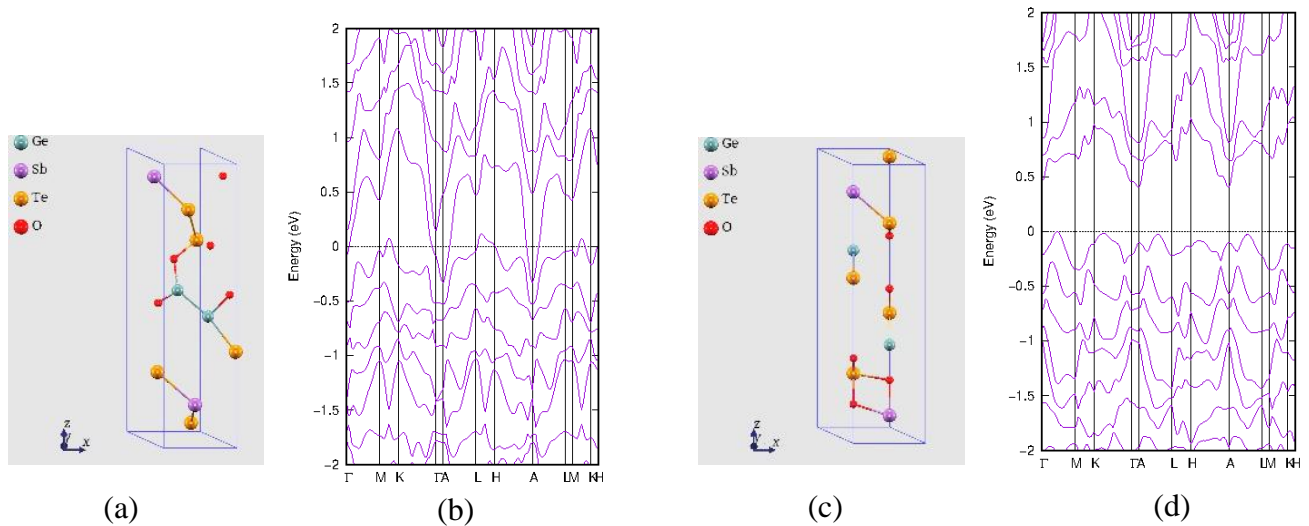 Ge
Sb
Te
O
z
y
x
(a)
Energy (eV)
2
1.5
1
0.5
0
−0.5
−1
−1.5
−2
Γ M K ΓA L H A LM KH
(b)
Ge
Sb
Te
O
z
y
x
(c)
Energy (eV)
2
1.5
1
0.5
0
−0.5
−1
−1.5
−2
Γ M K ΓA L H A LM KH
(d)